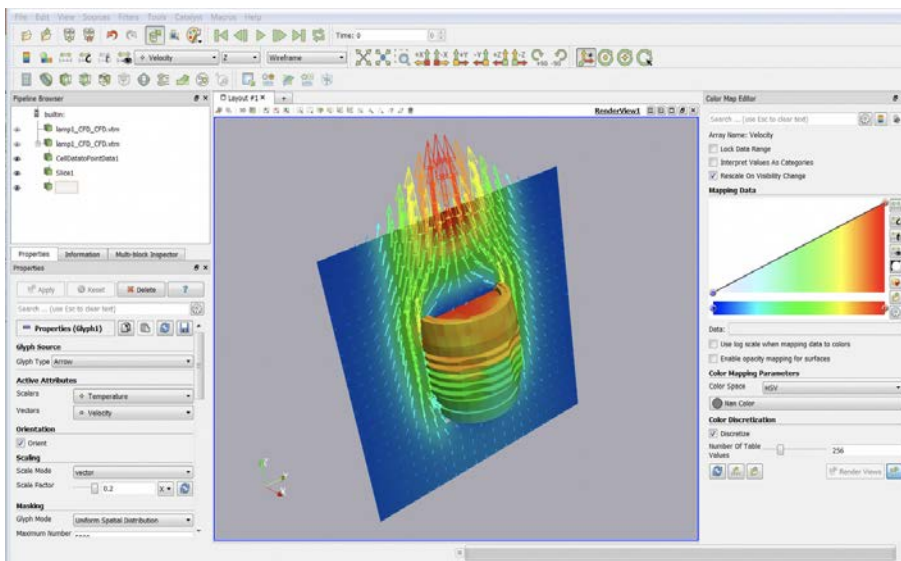 File Edit View Sources Filters Tools Catalyst Macros Help
Time: 0
Velocity Z Wireframe
Pipeline Browser
builtin:
lamp1_CFD_CFD.vtm
lamp1_CFD_CFD.vtm
CellDatatoPointData1
Slice1
Properties Information Multi-block Inspector
Properties
Apply Reset Delete ?
Search ... (use Esc to clear text)
Properties (Glyph1)
Glyph Source
Glyph Type Arrow
Active Attributes
Scalars Temperature
Vectors Velocity
Orientation
Orient
Scaling
Scale Mode vector
Scale Factor 0.2 X
Masking
Glyph Mode Uniform Spatial Distribution
Maximum Number
Layout #1 X +
RenderView1
Color Map Editor
Search ... (use Esc to clear text)
Array Name: Velocity
Lock Data Range
Interpret Values As Categories
Rescale On Visibility Change
Mapping Data
Data:
Use log scale when mapping data to colors
Enable opacity mapping for surfaces
Color Mapping Parameters
Color Space HSV
Nan Color
Color Discretization
Discretize
Number Of Table
Values 256
Render Views